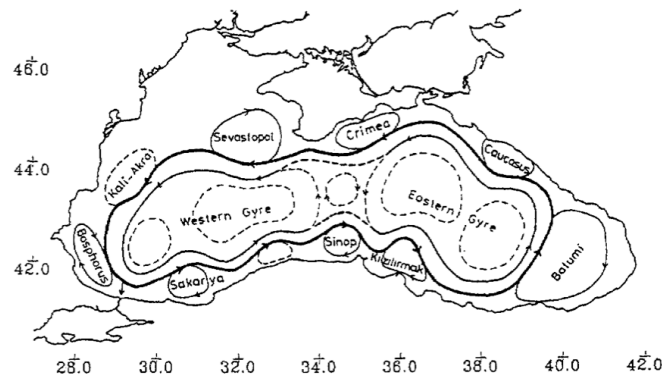 46.0
44.0
42.0
Sevastopol
Crimea
Caucasus
Kali-Akra
Western Gyre
Eastern Gyre
Bosphorus
Sakarya
Sinop
Kizilirmak
Batumi
28.0 30.0 32.0 34.0 36.0 38.0 40.0 42.0